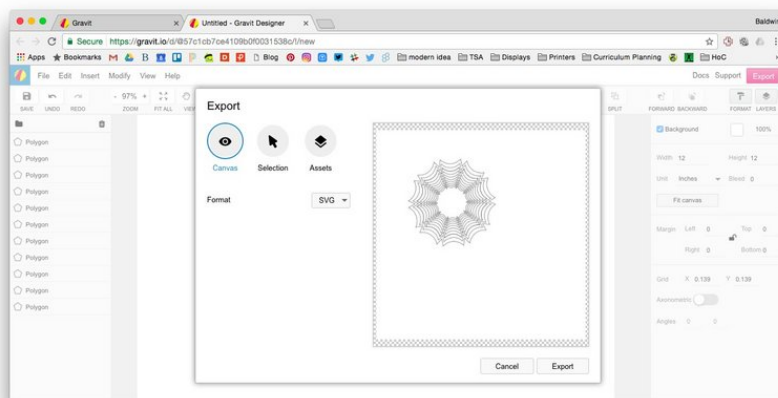 Gravit
Untitled - Gravit Designer
Baldwin
Secure https://gravit.io/d/@57c1cb7ce4109b0f0031538c/l/new
Apps Bookmarks Blog modern idea TSA Displays Printers Curriculum Planning HoC
File Edit Insert Modify View Help
Docs Support Export
- 97% +
SAVE UNDO REDO ZOOM FIT ALL SPLIT FORWARD BACKWARD FORMAT LAYERS
Export
Canvas Selection Assets
Format SVG
Cancel Export
Polygon
Polygon
Polygon
Polygon
Polygon
Polygon
Polygon
Polygon
Polygon
Polygon
Polygon
Background 100%
Width 12 Height 12
Unit Inches Bleed 0
Fit canvas
Margin Left 0 Top 0
Right 0 Bottom 0
Grid X 0.139 Y 0.139
Axonometric
Angles 0 0